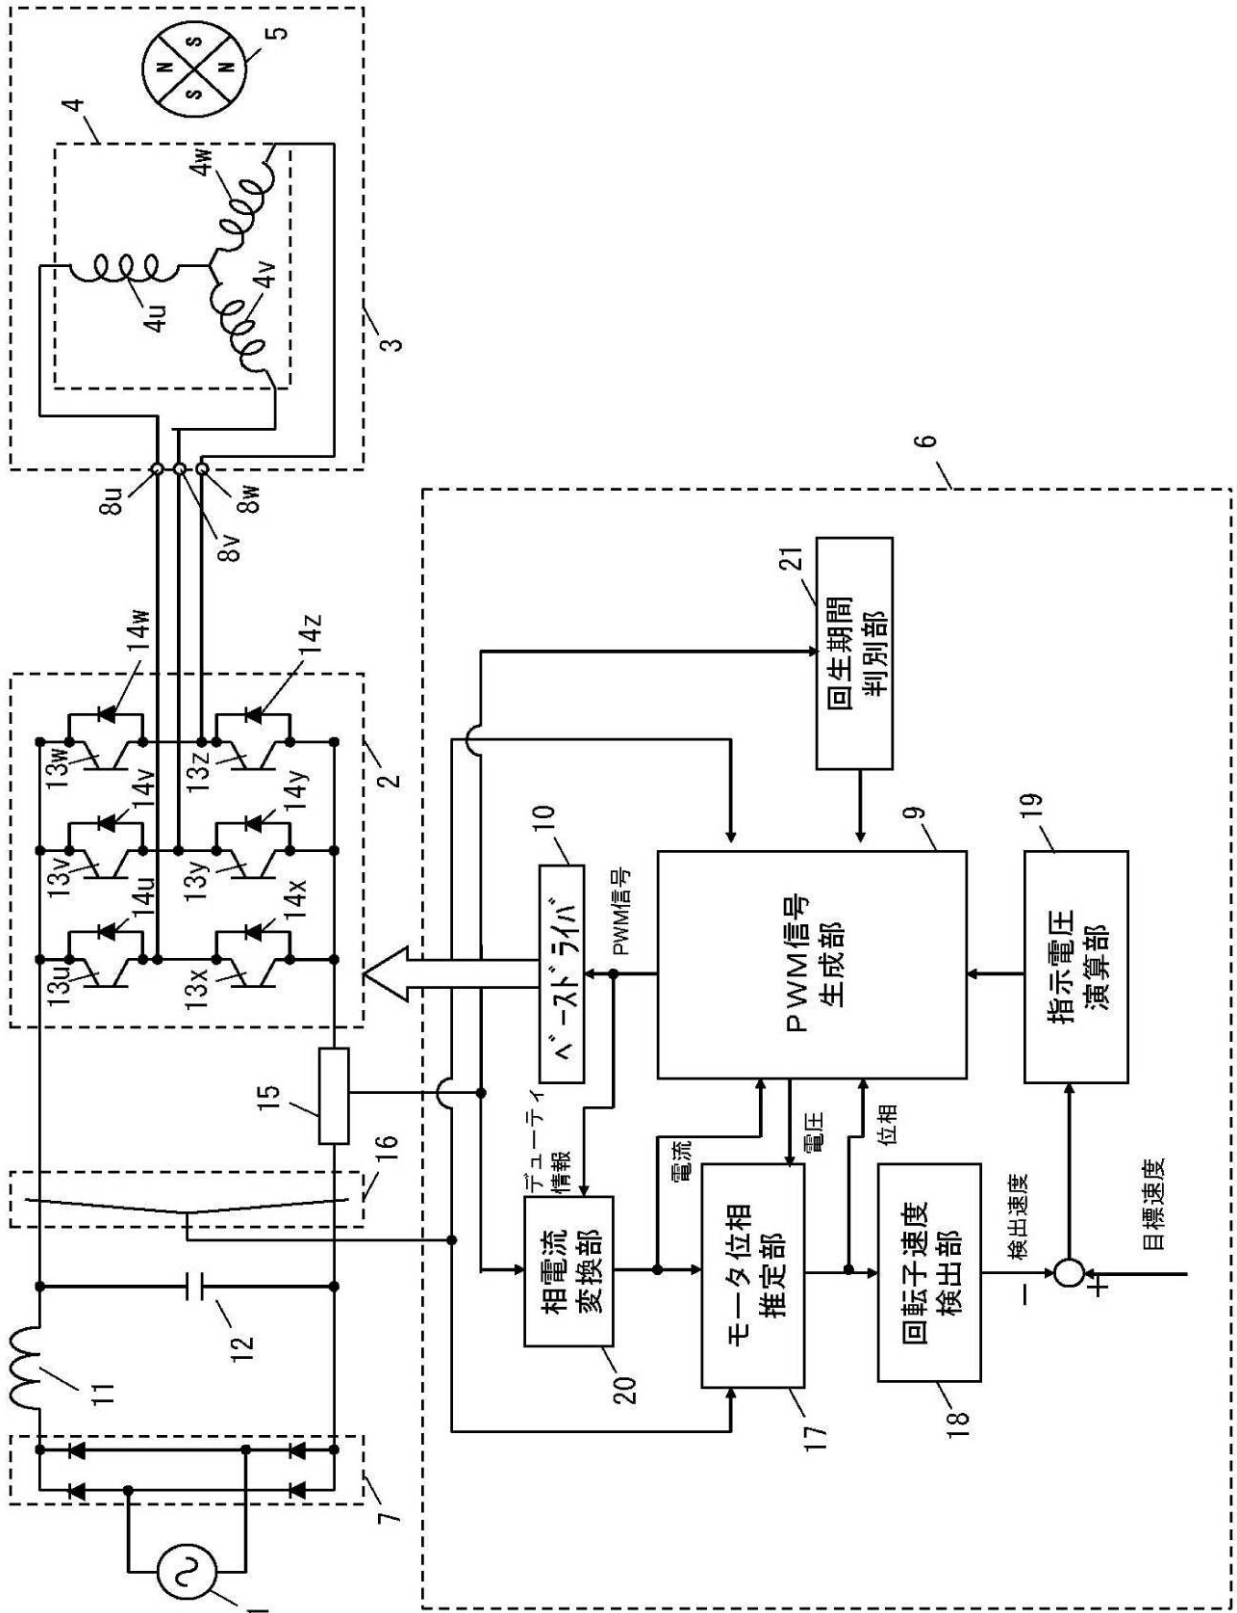 1
7
11
12
16
15
2
13u
14u
13v
14v
13w
14w
13x
14x
13y
14y
13z
14z
8u
8v
8w
3
4
4u
4v
4w
5
N
S
N
S
6
相電流
変換部
20
デューティ
情報
ベースドライバ
10
PWM信号
電流
モータ位相
推定部
17
電圧
位相
PWM信号
生成部
9
回生期間
判別部
21
回転子速度
検出部
18
検出速度
−
+
目標速度
指示電圧
演算部
19